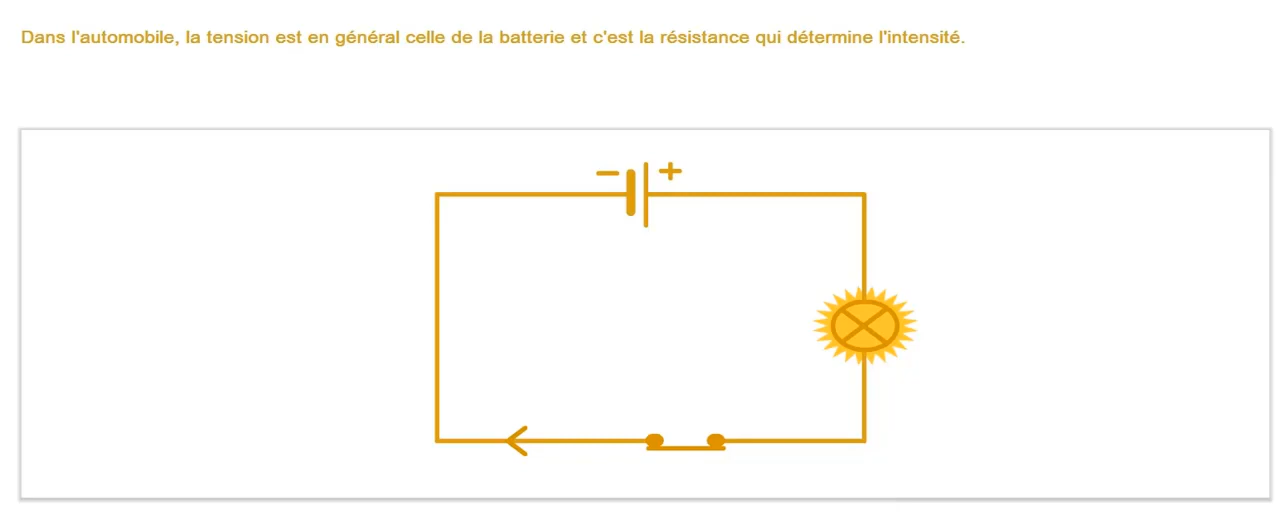 Dans l'automobile, la tension est en général celle de la batterie et c'est la résistance qui détermine l'intensité.
− +